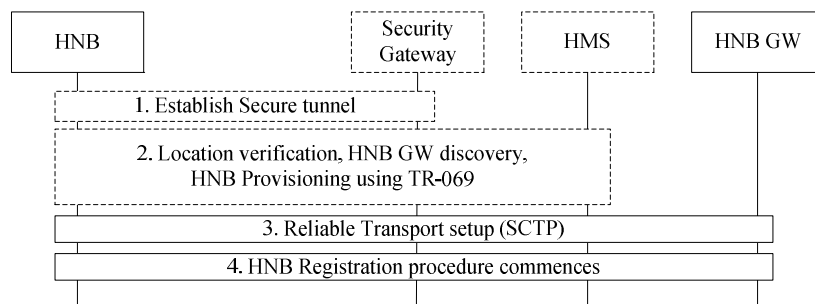 HNB
Security
Gateway
HMS
HNB GW
1. Establish Secure tunnel
2. Location verification, HNB GW discovery,
HNB Provisioning using TR-069
3. Reliable Transport setup (SCTP)
4. HNB Registration procedure commences